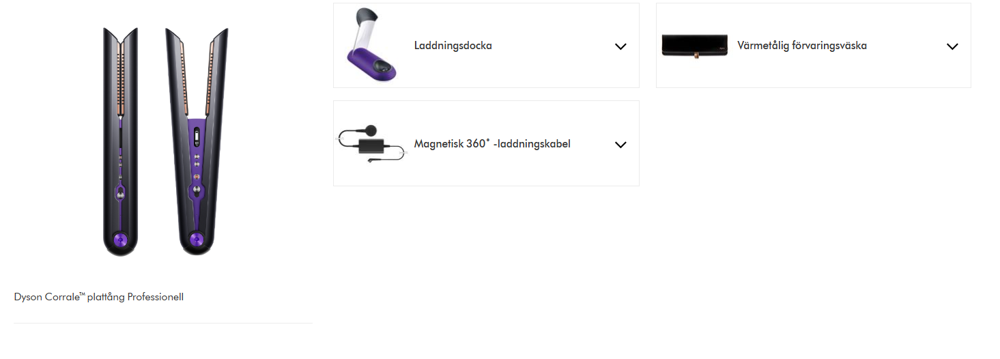 Laddningsdocka
Värmetålig förvaringsväska
Magnetisk 360˚ -laddningskabel
Dyson Corrale™ plattång Professionell